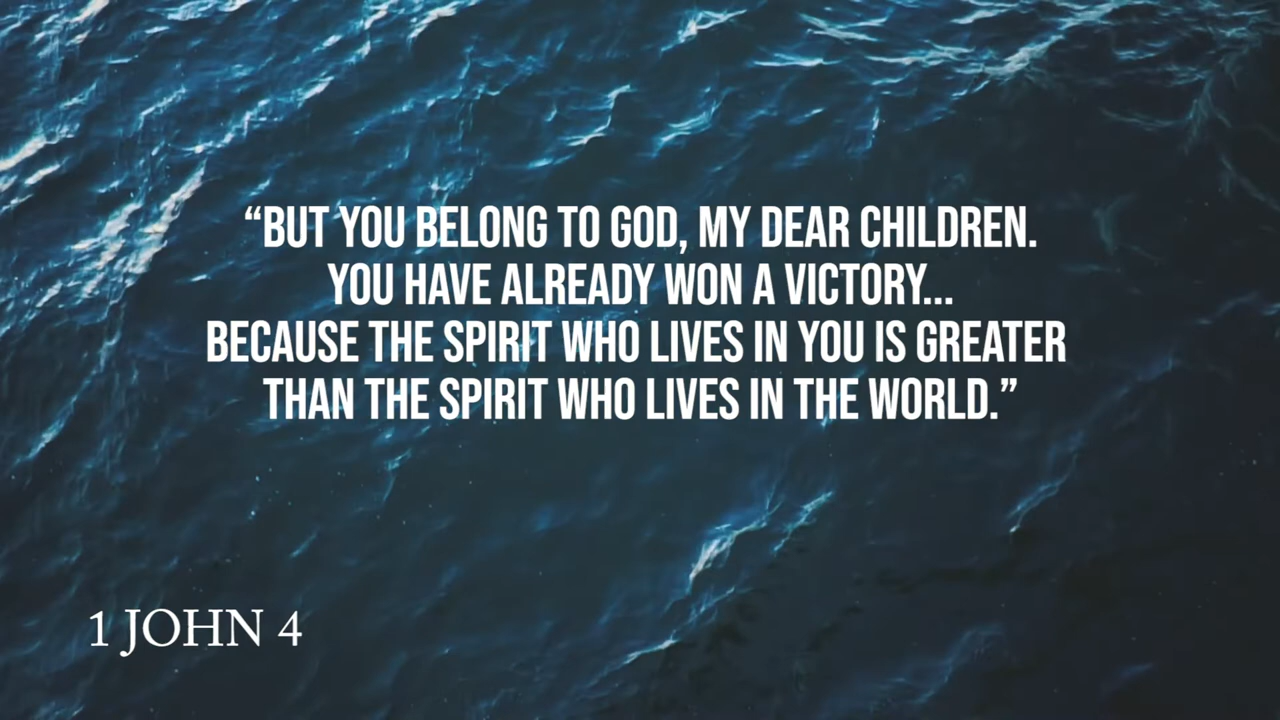 “BUT YOU BELONG TO GOD, MY DEAR CHILDREN.
YOU HAVE ALREADY WON A VICTORY...
BECAUSE THE SPIRIT WHO LIVES IN YOU IS GREATER
THAN THE SPIRIT WHO LIVES IN THE WORLD.”
1 JOHN 4